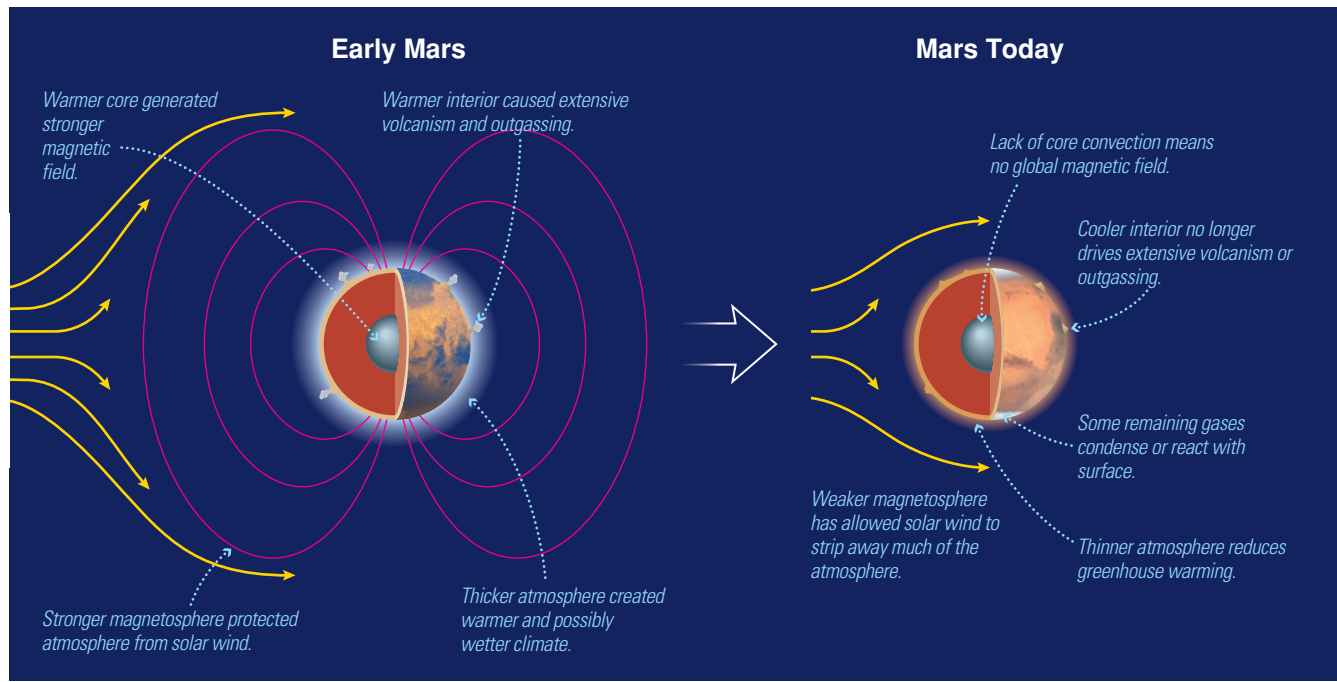 Early Mars
Warmer core generated
stronger
magnetic
field.
Warmer interior caused extensive
volcanism and outgassing.
Stronger magnetosphere protected
atmosphere from solar wind.
Thicker atmosphere created
warmer and possibly
wetter climate.
Mars Today
Lack of core convection means
no global magnetic field.
Cooler interior no longer
drives extensive volcanism or
outgassing.
Some remaining gases
condense or react with
surface.
Weaker magnetosphere
has allowed solar wind to
strip away much of the
atmosphere.
Thinner atmosphere reduces
greenhouse warming.